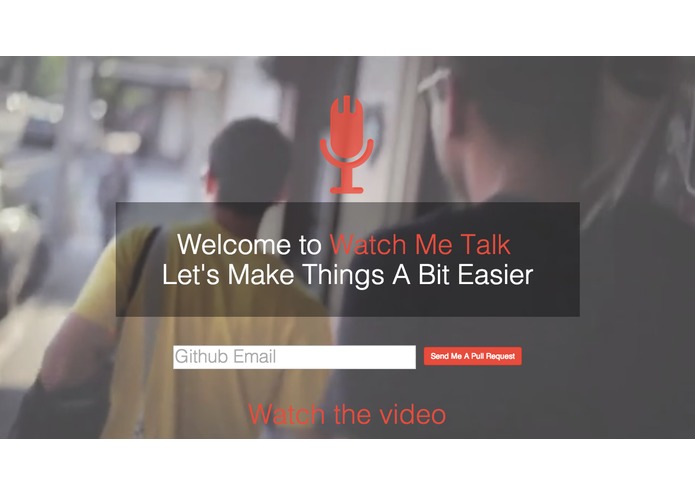 Welcome to Watch Me Talk
Let's Make Things A Bit Easier
Github Email
Send Me A Pull Request
Watch the video